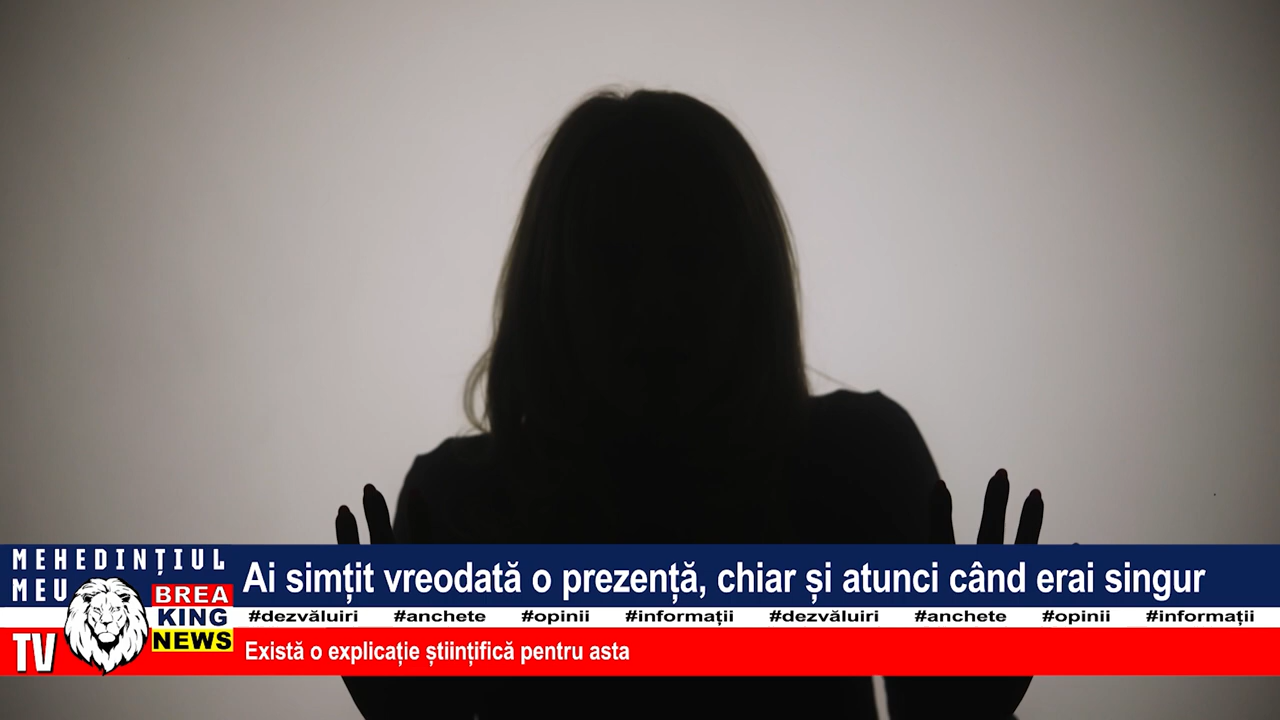 MEHEDINȚIUL
MEU
TV
BREA
KING
NEWS
Ai simțit vreodată o prezență, chiar și atunci când erai singur
#dezvăluiri #anchete #opinii #informații #dezvăluiri #anchete #opinii #informații
Există o explicație științifică pentru asta